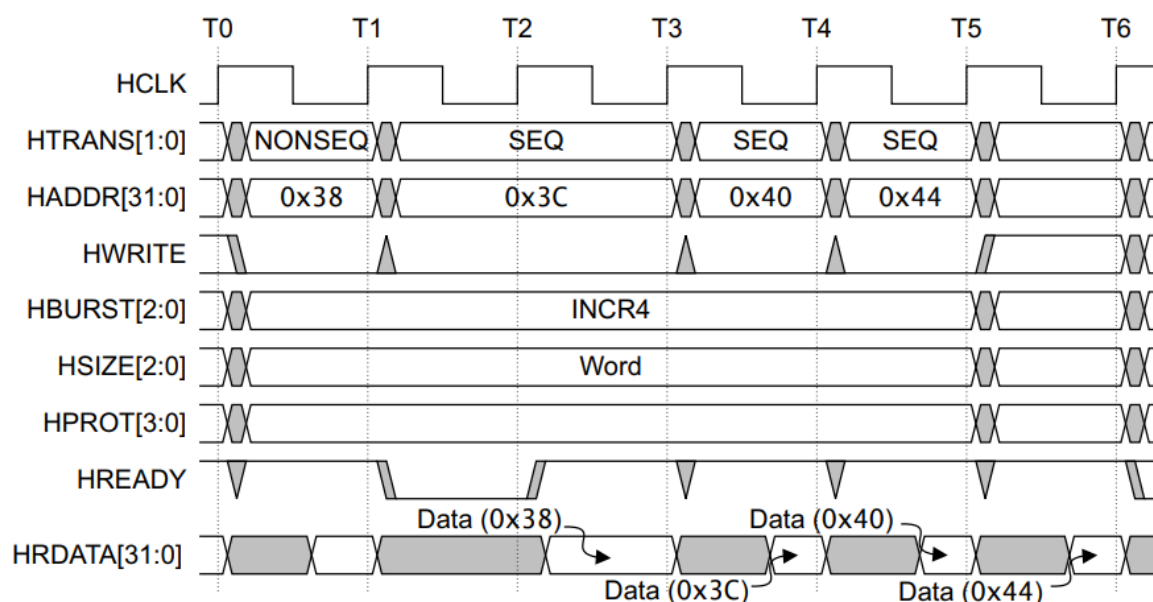 T0 T1 T2 T3 T4 T5 T6
HCLK
HTRANS[1:0] NONSEQ SEQ SEQ SEQ
HADDR[31:0] 0x38 0x3C 0x40 0x44
HWRITE
HBURST[2:0] INCR4
HSIZE[2:0] Word
HPROT[3:0]
HREADY
Data (0x38) Data (0x40)
HRDATA[31:0]
Data (0x3C) Data (0x44)